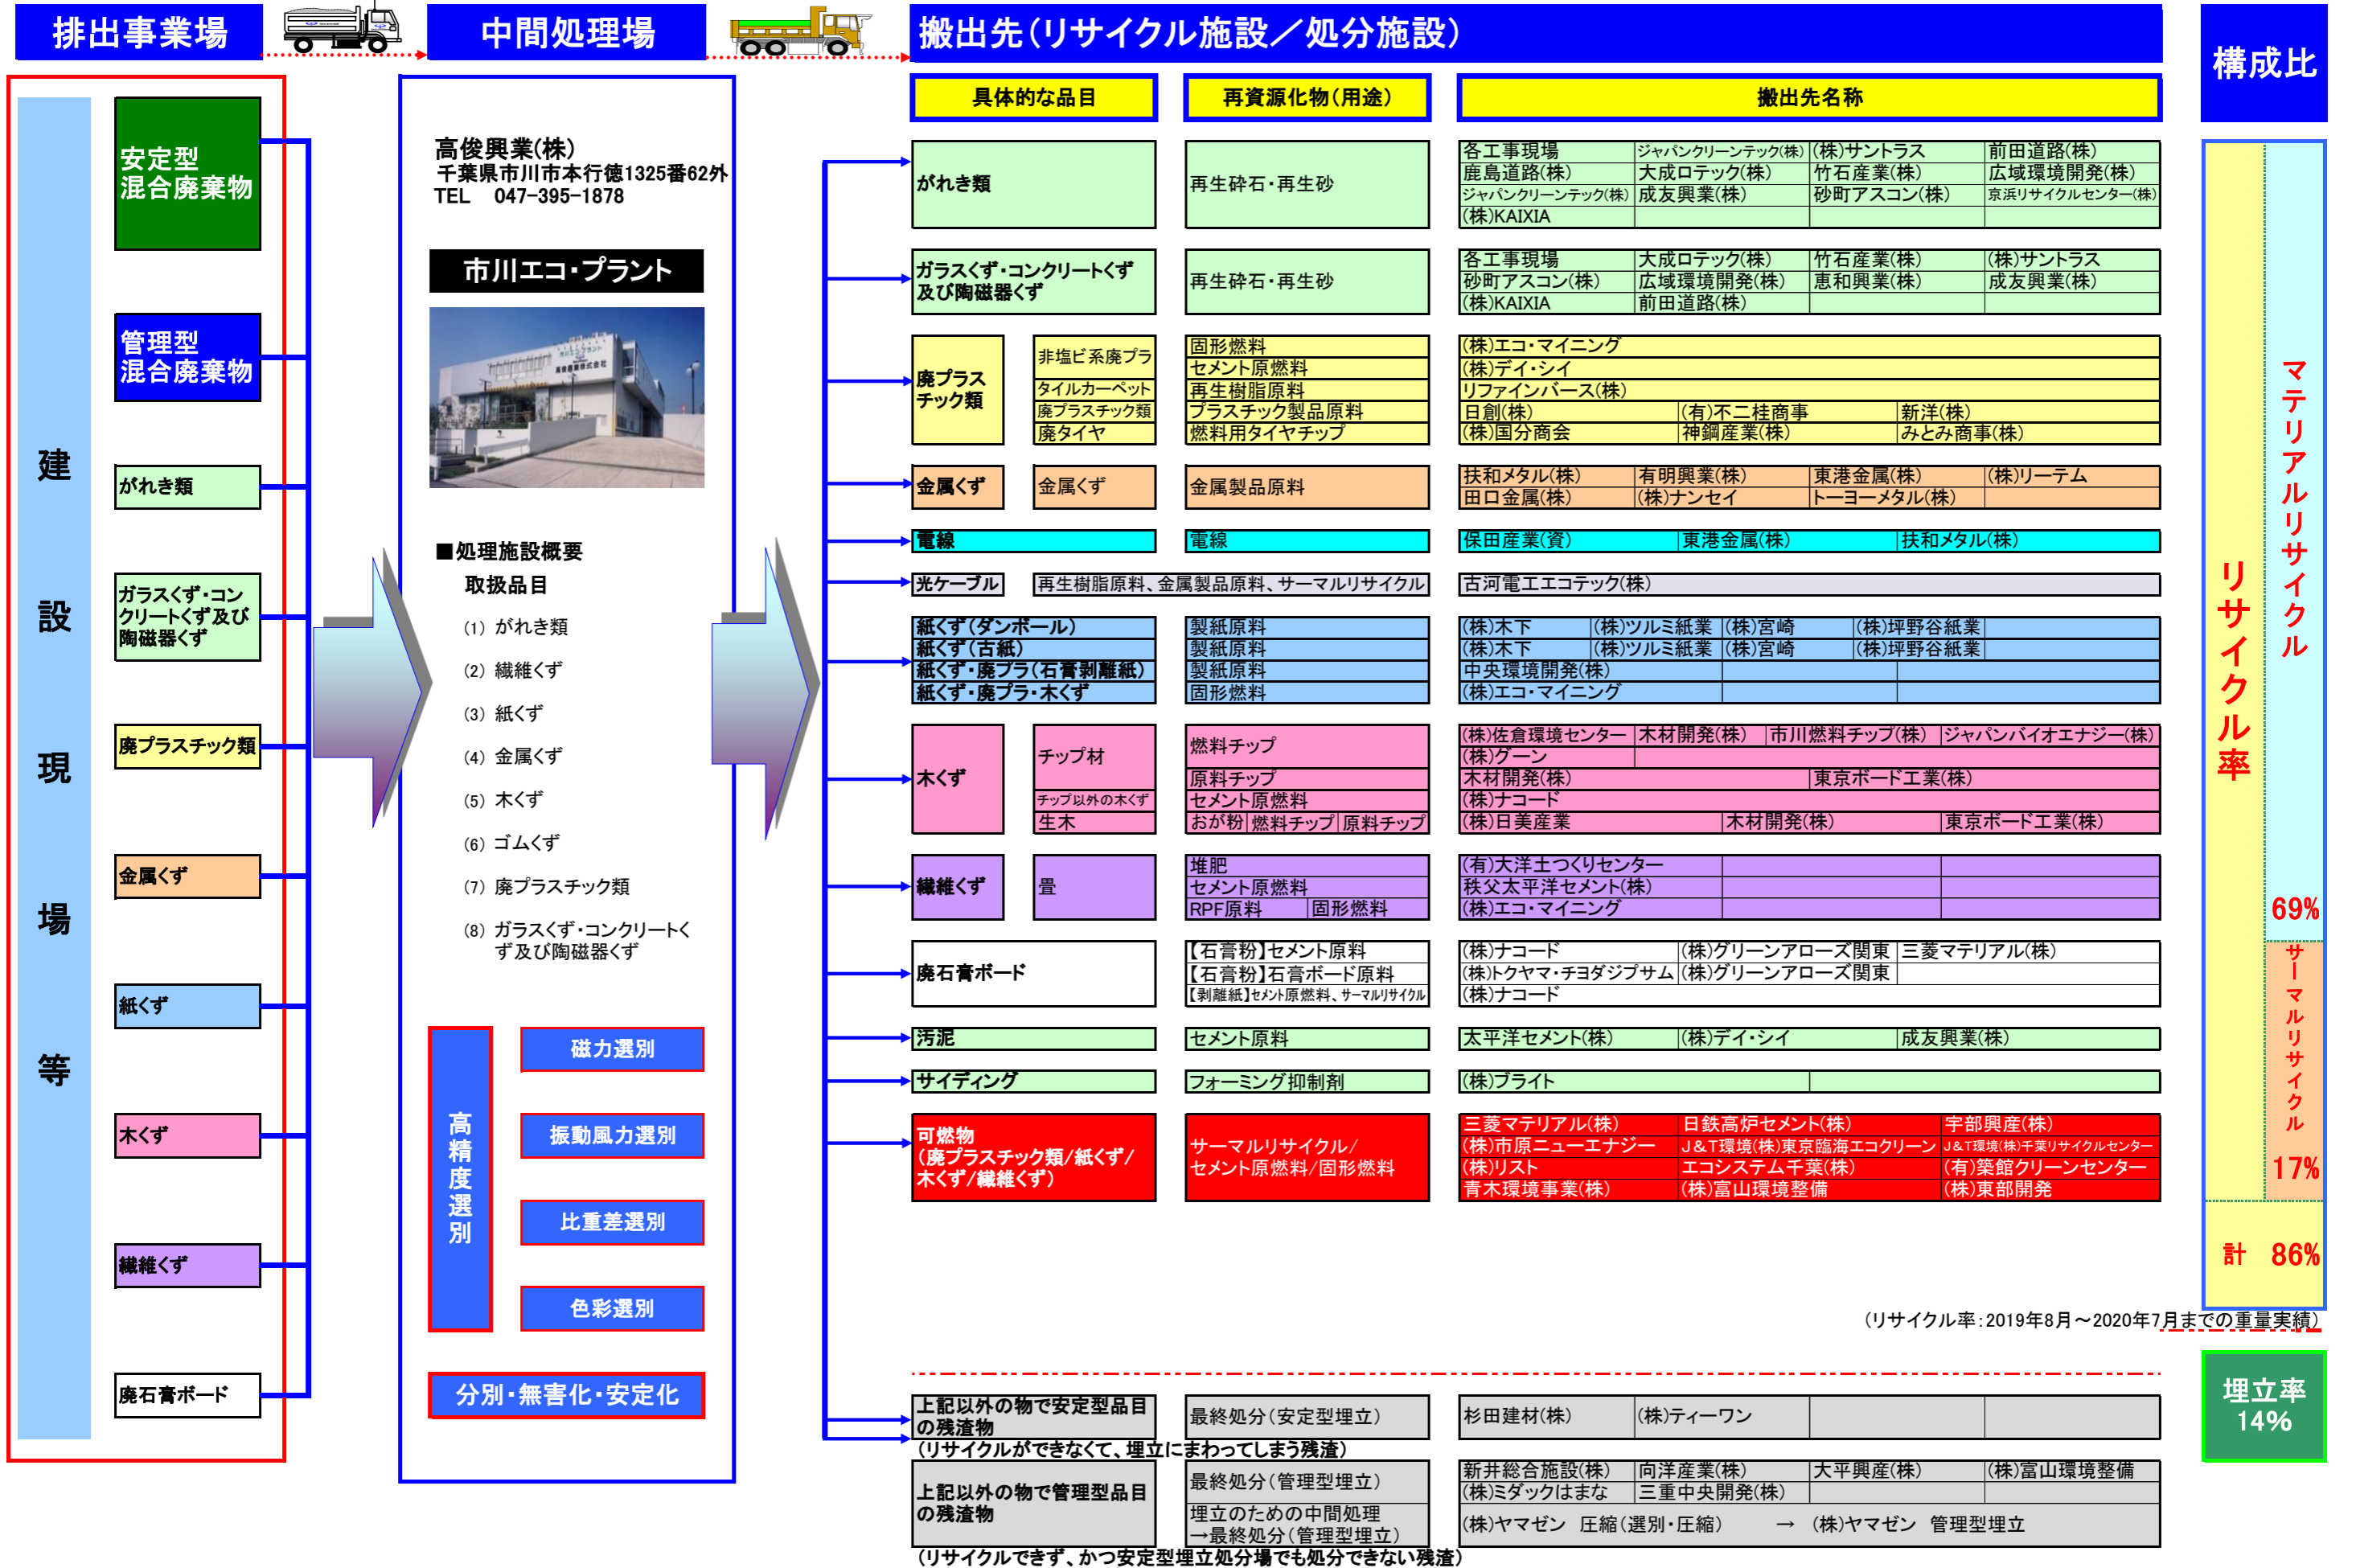 排出事業場
中間処理場
搬出先(リサイクル施設／処分施設)
構成比
建設現場等
安定型
混合廃棄物
管理型
混合廃棄物
がれき類
ガラスくず・コン
クリートくず及び
陶磁器くず
廃プラスチック類
金属くず
紙くず
木くず
繊維くず
廃石膏ボード
高俊興業(株)
千葉県市川市本行徳1325番62外
TEL 047-395-1878
市川エコ・プラント
■処理施設概要
取扱品目
(1) がれき類
(2) 繊維くず
(3) 紙くず
(4) 金属くず
(5) 木くず
(6) ゴムくず
(7) 廃プラスチック類
(8) ガラスくず・コンクリートく
ず及び陶磁器くず
高精度選別
磁力選別
振動風力選別
比重差選別
色彩選別
分別・無害化・安定化
具体的な品目 再資源化物(用途) 搬出先名称
がれき類
再生砕石・再生砂
各工事現場 ジャパンクリーンテック(株) (株)サントラス 前田道路(株)
鹿島道路(株) 大成ロテック(株) 竹石産業(株) 広域環境開発(株)
ジャパンクリーンテック(株) 成友興業(株) 砂町アスコン(株) 京浜リサイクルセンター(株)
(株)KAIXIA
ガラスくず・コンクリートくず
及び陶磁器くず
再生砕石・再生砂
各工事現場 大成ロテック(株) 竹石産業(株) (株)サントラス
砂町アスコン(株) 広域環境開発(株) 恵和興業(株) 成友興業(株)
(株)KAIXIA 前田道路(株)
廃プラス
チック類
非塩ビ系廃プラ
固形燃料 (株)エコ・マイニング
セメント原燃料 (株)デイ・シイ
タイルカーペット 再生樹脂原料 リファインバース(株)
廃プラスチック類 プラスチック製品原料 日創(株) (有)不二桂商事 新洋(株)
廃タイヤ 燃料用タイヤチップ (株)国分商会 神鋼産業(株) みとみ商事(株)
金属くず 金属くず 金属製品原料
扶和メタル(株) 有明興業(株) 東港金属(株) (株)リーテム
田口金属(株) (株)ナンセイ トーヨーメタル(株)
電線 電線 保田産業(資) 東港金属(株) 扶和メタル(株)
光ケーブル 再生樹脂原料、金属製品原料、サーマルリサイクル 古河電工エコテック(株)
紙くず(ダンボール) 製紙原料 (株)木下 (株)ツルミ紙業 (株)宮崎 (株)坪野谷紙業
紙くず(古紙) 製紙原料 (株)木下 (株)ツルミ紙業 (株)宮崎 (株)坪野谷紙業
紙くず・廃プラ(石膏剥離紙) 製紙原料 中央環境開発(株)
紙くず・廃プラ・木くず 固形燃料 (株)エコ・マイニング
木くず
チップ材
燃料チップ
(株)佐倉環境センター 木材開発(株) 市川燃料チップ(株) ジャパンバイオエナジー(株)
(株)グーン
原料チップ 木材開発(株) 東京ボード工業(株)
チップ以外の木くず セメント原燃料 (株)ナコード
生木 おが粉 燃料チップ 原料チップ (株)日美産業 木材開発(株) 東京ボード工業(株)
繊維くず 畳
堆肥 (有)大洋土つくりセンター
セメント原燃料 秩父太平洋セメント(株)
RPF原料 固形燃料 (株)エコ・マイニング
廃石膏ボード
【石膏粉】セメント原料 (株)ナコード (株)グリーンアローズ関東 三菱マテリアル(株)
【石膏粉】石膏ボード原料 (株)トクヤマ・チヨダジプサム (株)グリーンアローズ関東
【剥離紙】セメント原燃料、サーマルリサイクル (株)ナコード
汚泥 セメント原料 太平洋セメント(株) (株)デイ・シイ 成友興業(株)
サイディング フォーミング抑制剤 (株)ブライト
可燃物
(廃プラスチック類/紙くず/
木くず/繊維くず)
サーマルリサイクル/
セメント原燃料/固形燃料
三菱マテリアル(株) 日鉄高炉セメント(株) 宇部興産(株)
(株)市原ニューエナジー J&T環境(株)東京臨海エコクリーン J&T環境(株)千葉リサイクルセンター
(株)リスト エコシステム千葉(株) (有)築館クリーンセンター
青木環境事業(株) (株)富山環境整備 (株)東部開発
リサイクル率
マテリアルリサイクル
69%
サーマルリサイクル
17%
計 86%
(リサイクル率:2019年8月～2020年7月までの重量実績)
埋立率
14%
上記以外の物で安定型品目
の残渣物
最終処分(安定型埋立)
杉田建材(株) (株)ティーワン
(リサイクルができなくて、埋立にまわってしまう残渣)
上記以外の物で管理型品目
の残渣物
最終処分(管理型埋立)
新井総合施設(株) 向洋産業(株) 大平興産(株) (株)富山環境整備
(株)ミダックはまな 三重中央開発(株)
埋立のための中間処理
→最終処分(管理型埋立)
(株)ヤマゼン 圧縮(選別・圧縮) → (株)ヤマゼン 管理型埋立
(リサイクルできず、かつ安定型埋立処分場でも処分できない残渣)